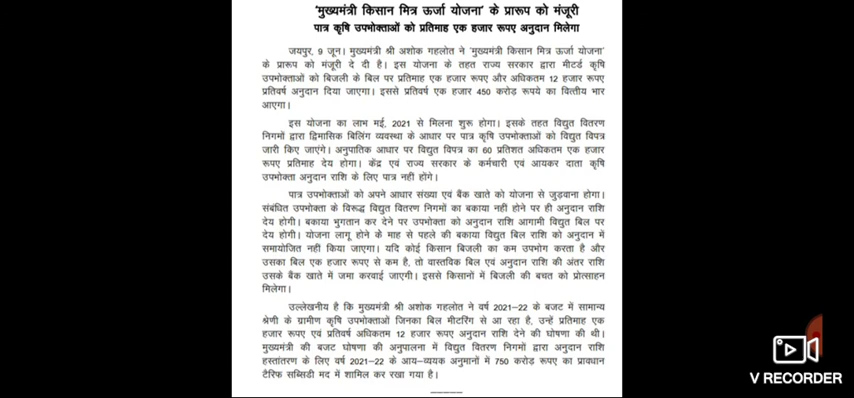 'मुख्यमंत्री किसान मित्र ऊर्जा योजना' के प्रारूप को मंजूरी
पात्र कृषि उपभोक्ताओं को प्रतिमाह एक हजार रूपए अनुदान मिलेगा
जयपुर, 9 जून। मुख्यमंत्री श्री अशोक गहलोत ने 'मुख्यमंत्री किसान मित्र ऊर्जा योजना'
के प्रारूप को मंजूरी दे दी है। इस योजना के तहत राज्य सरकार द्वारा मीटर्ड कृषि
उपभोक्ताओं को बिजली के बिल पर प्रतिमाह एक हजार रूपए और अधिकतम 12 हजार रूपए
प्रतिवर्ष अनुदान दिया जाएगा। इससे प्रतिवर्ष एक हजार 450 करोड़ रूपये का वित्तीय भार
आएगा।
इस योजना का लाभ मई, 2021 से मिलना शुरू होगा। इसके तहत विद्युत वितरण
निगमों द्वारा द्विमासिक बिलिंग व्यवस्था के आधार पर पात्र कृषि उपभोक्ताओं को विद्युत विपत्र
जारी किए जाएंगे। अनुपातिक आधार पर विद्युत विपत्र का 60 प्रतिशत अधिकतम एक हजार
रूपए प्रतिमाह देय होगा। केंद्र एवं राज्य सरकार के कर्मचारी एवं आयकर दाता कृषि
उपभोक्ता अनुदान राशि के लिए पात्र नही होंगे।
पात्र उपभोक्ताओं को अपने आधार संख्या एवं बैंक खाते को योजना से जुड़वाना होगा।
संबंधित उपभोक्ता के विरूद्ध विद्युत वितरण निगमों का बकाया नहीं होने पर ही अनुदान राशि
देय होगी। बकाया भुगतान कर देने पर उपभोक्ता को अनुदान राशि आगामी विद्युत बिल पर
देय होगी। योजना लागू होने के माह से पहले की बकाया विद्युत बिल राशि को अनुदान में
समायोजित नही किया जाएगा। यदि कोई किसान बिजली का कम उपभोग करता है और
उसका बिल एक हजार रूपए से कम है, तो वास्तविक बिल एवं अनुदान राशि की अंतर राशि
उसके बैंक खाते में जमा करवाई जाएगी। इससे किसानों में बिजली की बचत को प्रोत्साहन
मिलेगा।
उल्लेखनीय है कि मुख्यमंत्री श्री अशोक गहलोत ने वर्ष 2021–22 के बजट में सामान्य
श्रेणी के ग्रामीण कृषि उपभोक्ताओं जिनका बिल मीटरिंग से आ रहा है, उन्हें प्रतिमाह एक
हजार रूपए एवं प्रतिवर्ष अधिकतम 12 हजार रूपए अनुदान राशि देने की घोषणा की थी।
मुख्यमंत्री की बजट घोषणा की अनुपालना में विद्युत वितरण निगमों द्वारा अनुदान राशि
हस्तांतरण के लिए वर्ष 2021–22 के आय–व्ययक अनुमानों में 750 करोड़ रूपए का प्रावधान
टैरिफ सब्सिडी मद में शामिल कर रखा गया है।
V RECORDER